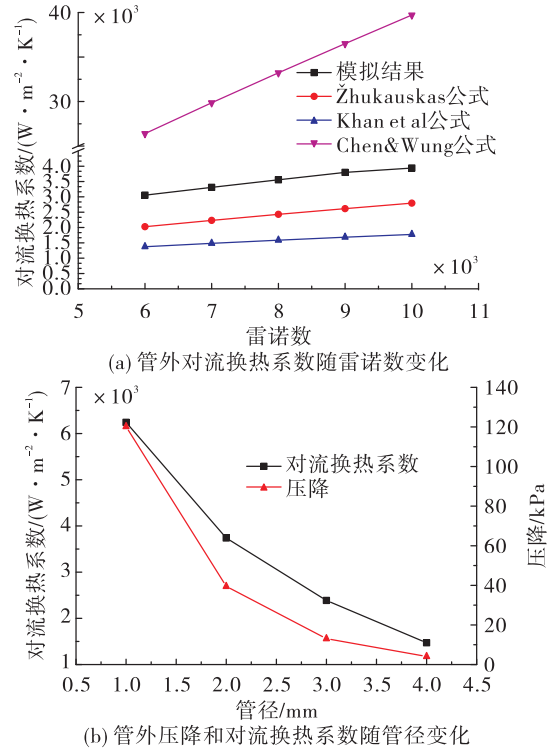 × 10³
40
30
4.0
3.5
3.0
2.5
2.0
1.5
1.0
0.5
0.0
对流换热系数/(W·m⁻²·K⁻¹)
模拟结果
Žhukauskas公式
Khan et al公式
Chen&Wung公式
× 10³
5 6 7 8 9 10 11
雷诺数
(a) 管外对流换热系数随雷诺数变化
× 10³
7
6
5
4
3
2
1
对流换热系数/(W·m⁻²·K⁻¹)
对流换热系数
压降
140
120
100
80
60
40
20
0
压降/kPa
0.5 1.0 1.5 2.0 2.5 3.0 3.5 4.0 4.5
管径/mm
(b) 管外压降和对流换热系数随管径变化